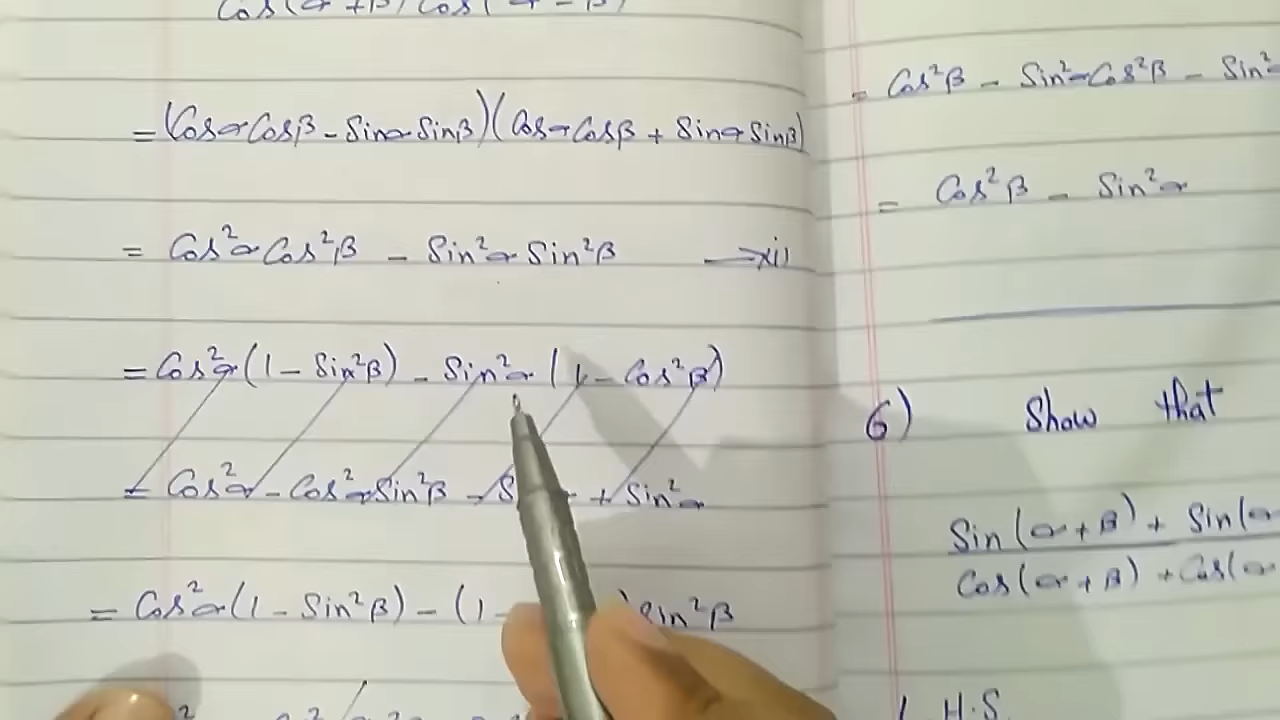 Cos(α+β) Cos(α-β)
= (Cosα Cosβ - Sinα Sinβ)(Cosα Cosβ + Sinα Sinβ)
= Cos²α Cos²β - Sin²α Sin²β
= Cos²α (1 - Sin²β) - Sin²α (1 - Cos²β)
= Cos²α - Cos²α Sin²β - S + Sin²α
= Cos²α (1 - Sin²β) - (1 - ) Sin²β
= Cos²β - Sin²α Cos²β - Sin²
= Cos²β - Sin²α
6) Show that
Sin(α+β) + Sin(α
Cos(α+β) + Cos(α
L.H.S.